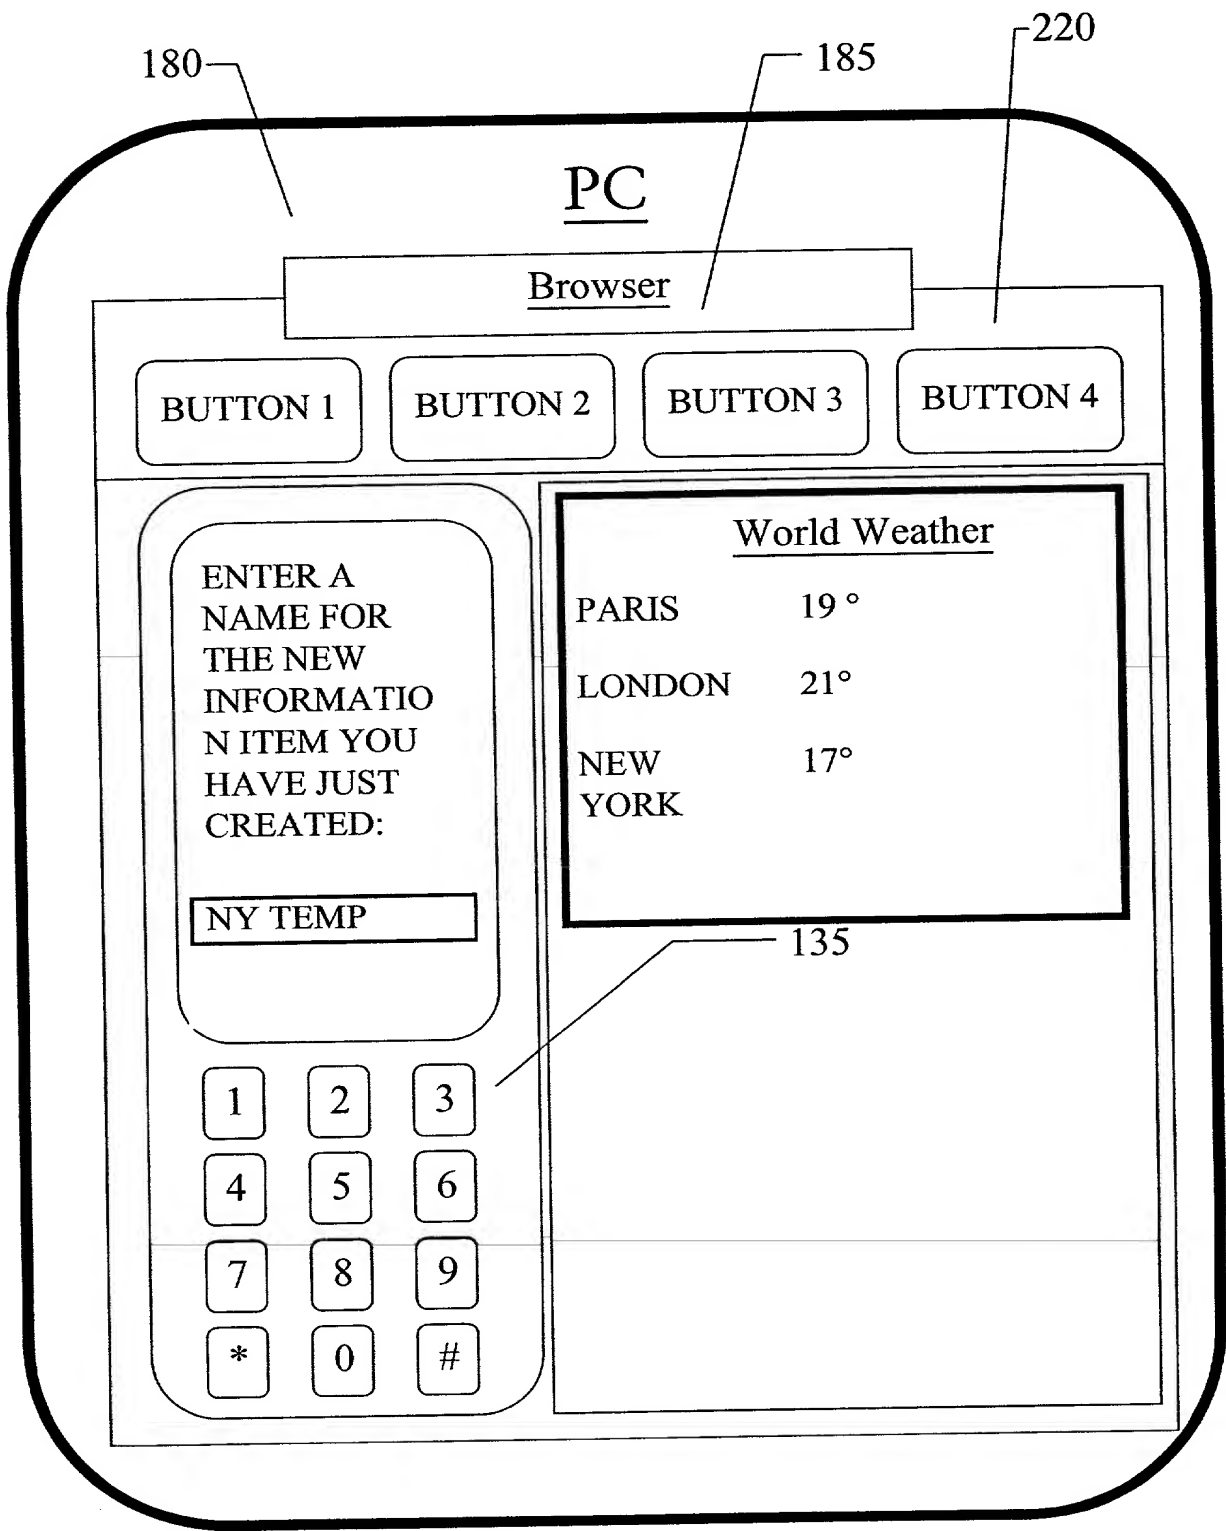 180
185
220
PC
Browser
BUTTON 1
BUTTON 2
BUTTON 3
BUTTON 4
ENTER A
NAME FOR
THE NEW
INFORMATIO
N ITEM YOU
HAVE JUST
CREATED:
NY TEMP
World Weather
PARIS 19 °
LONDON 21°
NEW 17°
YORK
135
1 2 3
4 5 6
7 8 9
* 0 #